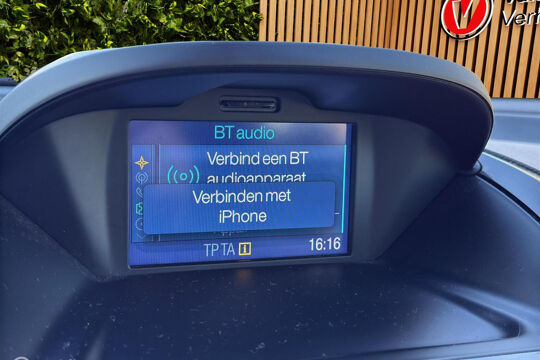 BT audio
Verbind een BT
audioapparaat
Verbinden met
iPhone
TP TA i 16:16